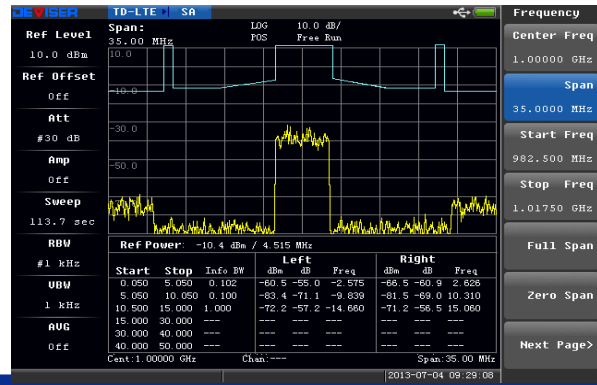 DEVISER TD-LTE SA Frequency
Ref Level
10.0 dBm
Ref Offset
Off
Att
#30 dB
Amp
Off
Sweep
113.7 sec
RBW
#1 kHz
VBW
1 kHz
AVG
Off
Span: LOG 10.0 dB/
35.00 MHz POS Free Run
10.0
-10.0
-30.0
-50.0
Ref Power: -10.4 dBm / 4.515 MHz
Left Right
Start Stop Info BW dBm dB Freq dBm dB Freq
0.050 5.050 0.102 -60.5 -55.0 -2.575 -66.5 -60.9 2.626
5.050 10.050 0.100 -83.4 -71.1 -9.839 -81.5 -69.0 10.310
10.500 15.000 1.000 -72.2 -57.2 -14.660 -71.2 -56.5 15.060
15.000 30.000 --- --- --- --- --- --- ---
30.000 40.000 --- --- --- --- --- --- ---
40.000 50.000 --- --- --- --- --- --- ---
Cent:1.00000 GHz Chan:--- Span:35.00 MHz
2013-07-04 09:29:08
Center Freq
1.00000 GHz
Span
35.0000 MHz
Start Freq
982.500 MHz
Stop Freq
1.01750 GHz
Full Span
Zero Span
Next Page>